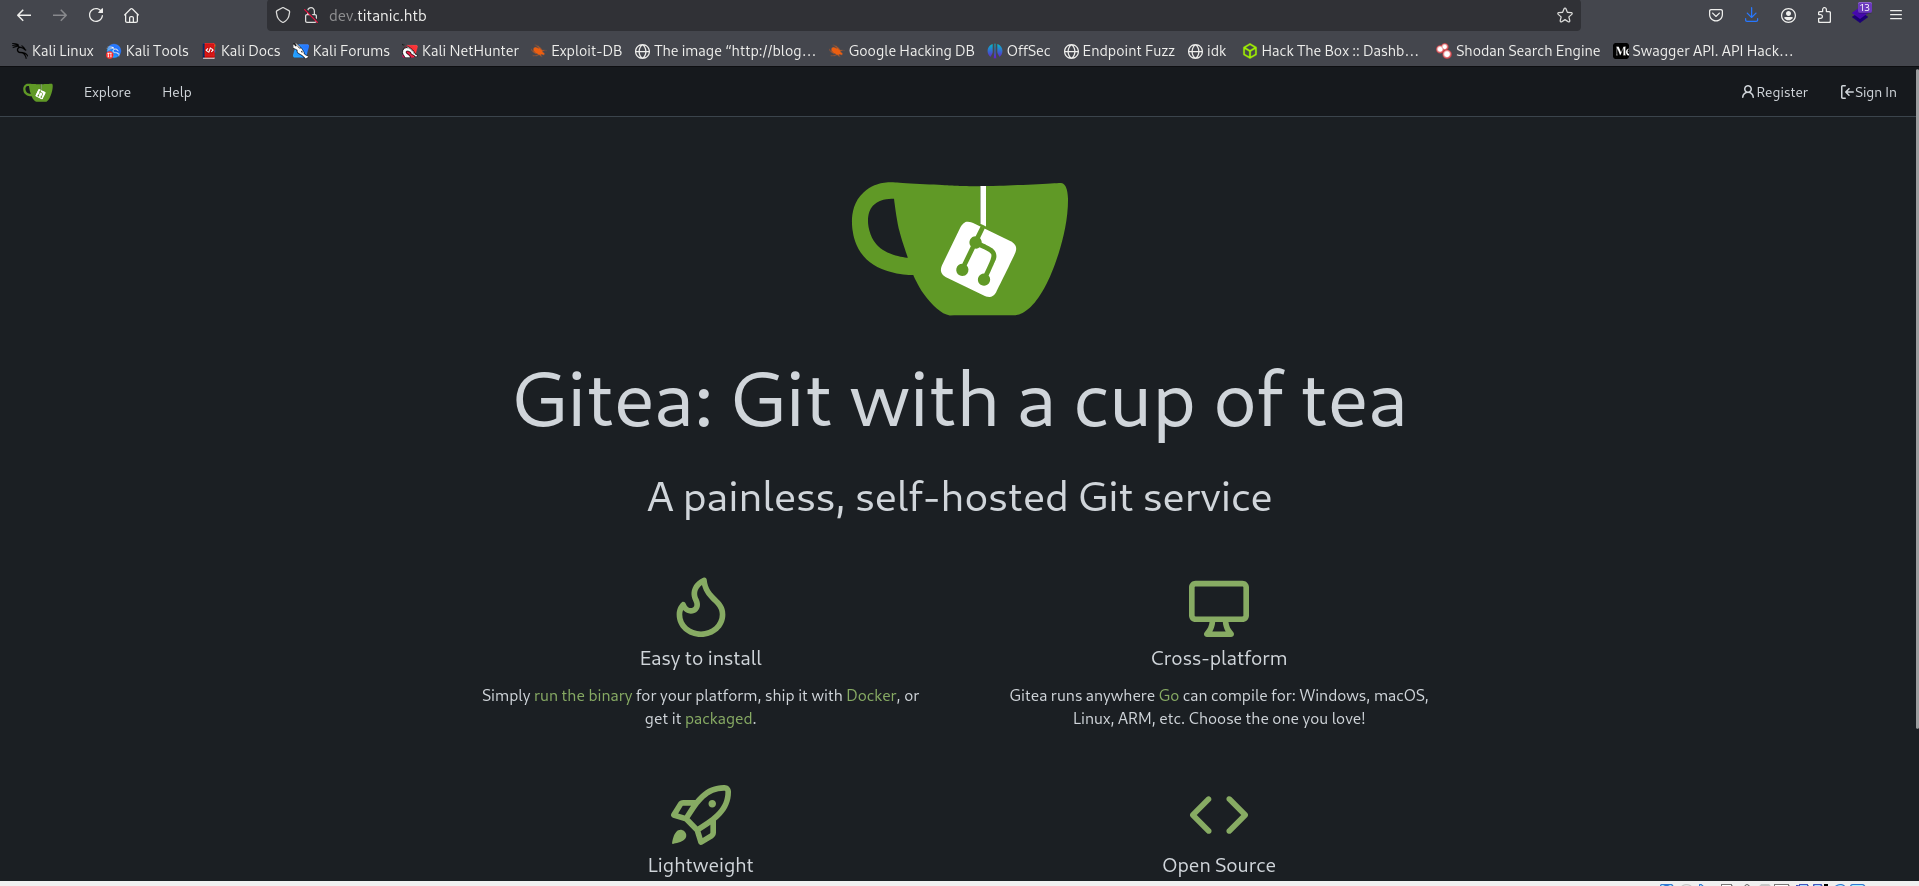 dev.titanic.htb
13
Kali Linux Kali Tools Kali Docs Kali Forums Kali NetHunter Exploit-DB The image “http://blog… Google Hacking DB OffSec Endpoint Fuzz idk Hack The Box :: Dashb… Shodan Search Engine Swagger API. API Hack…
Explore Help Register Sign In
Gitea: Git with a cup of tea
A painless, self-hosted Git service
Easy to install
Simply run the binary for your platform, ship it with Docker, or
get it packaged.
Cross-platform
Gitea runs anywhere Go can compile for: Windows, macOS,
Linux, ARM, etc. Choose the one you love!
Lightweight
Open Source